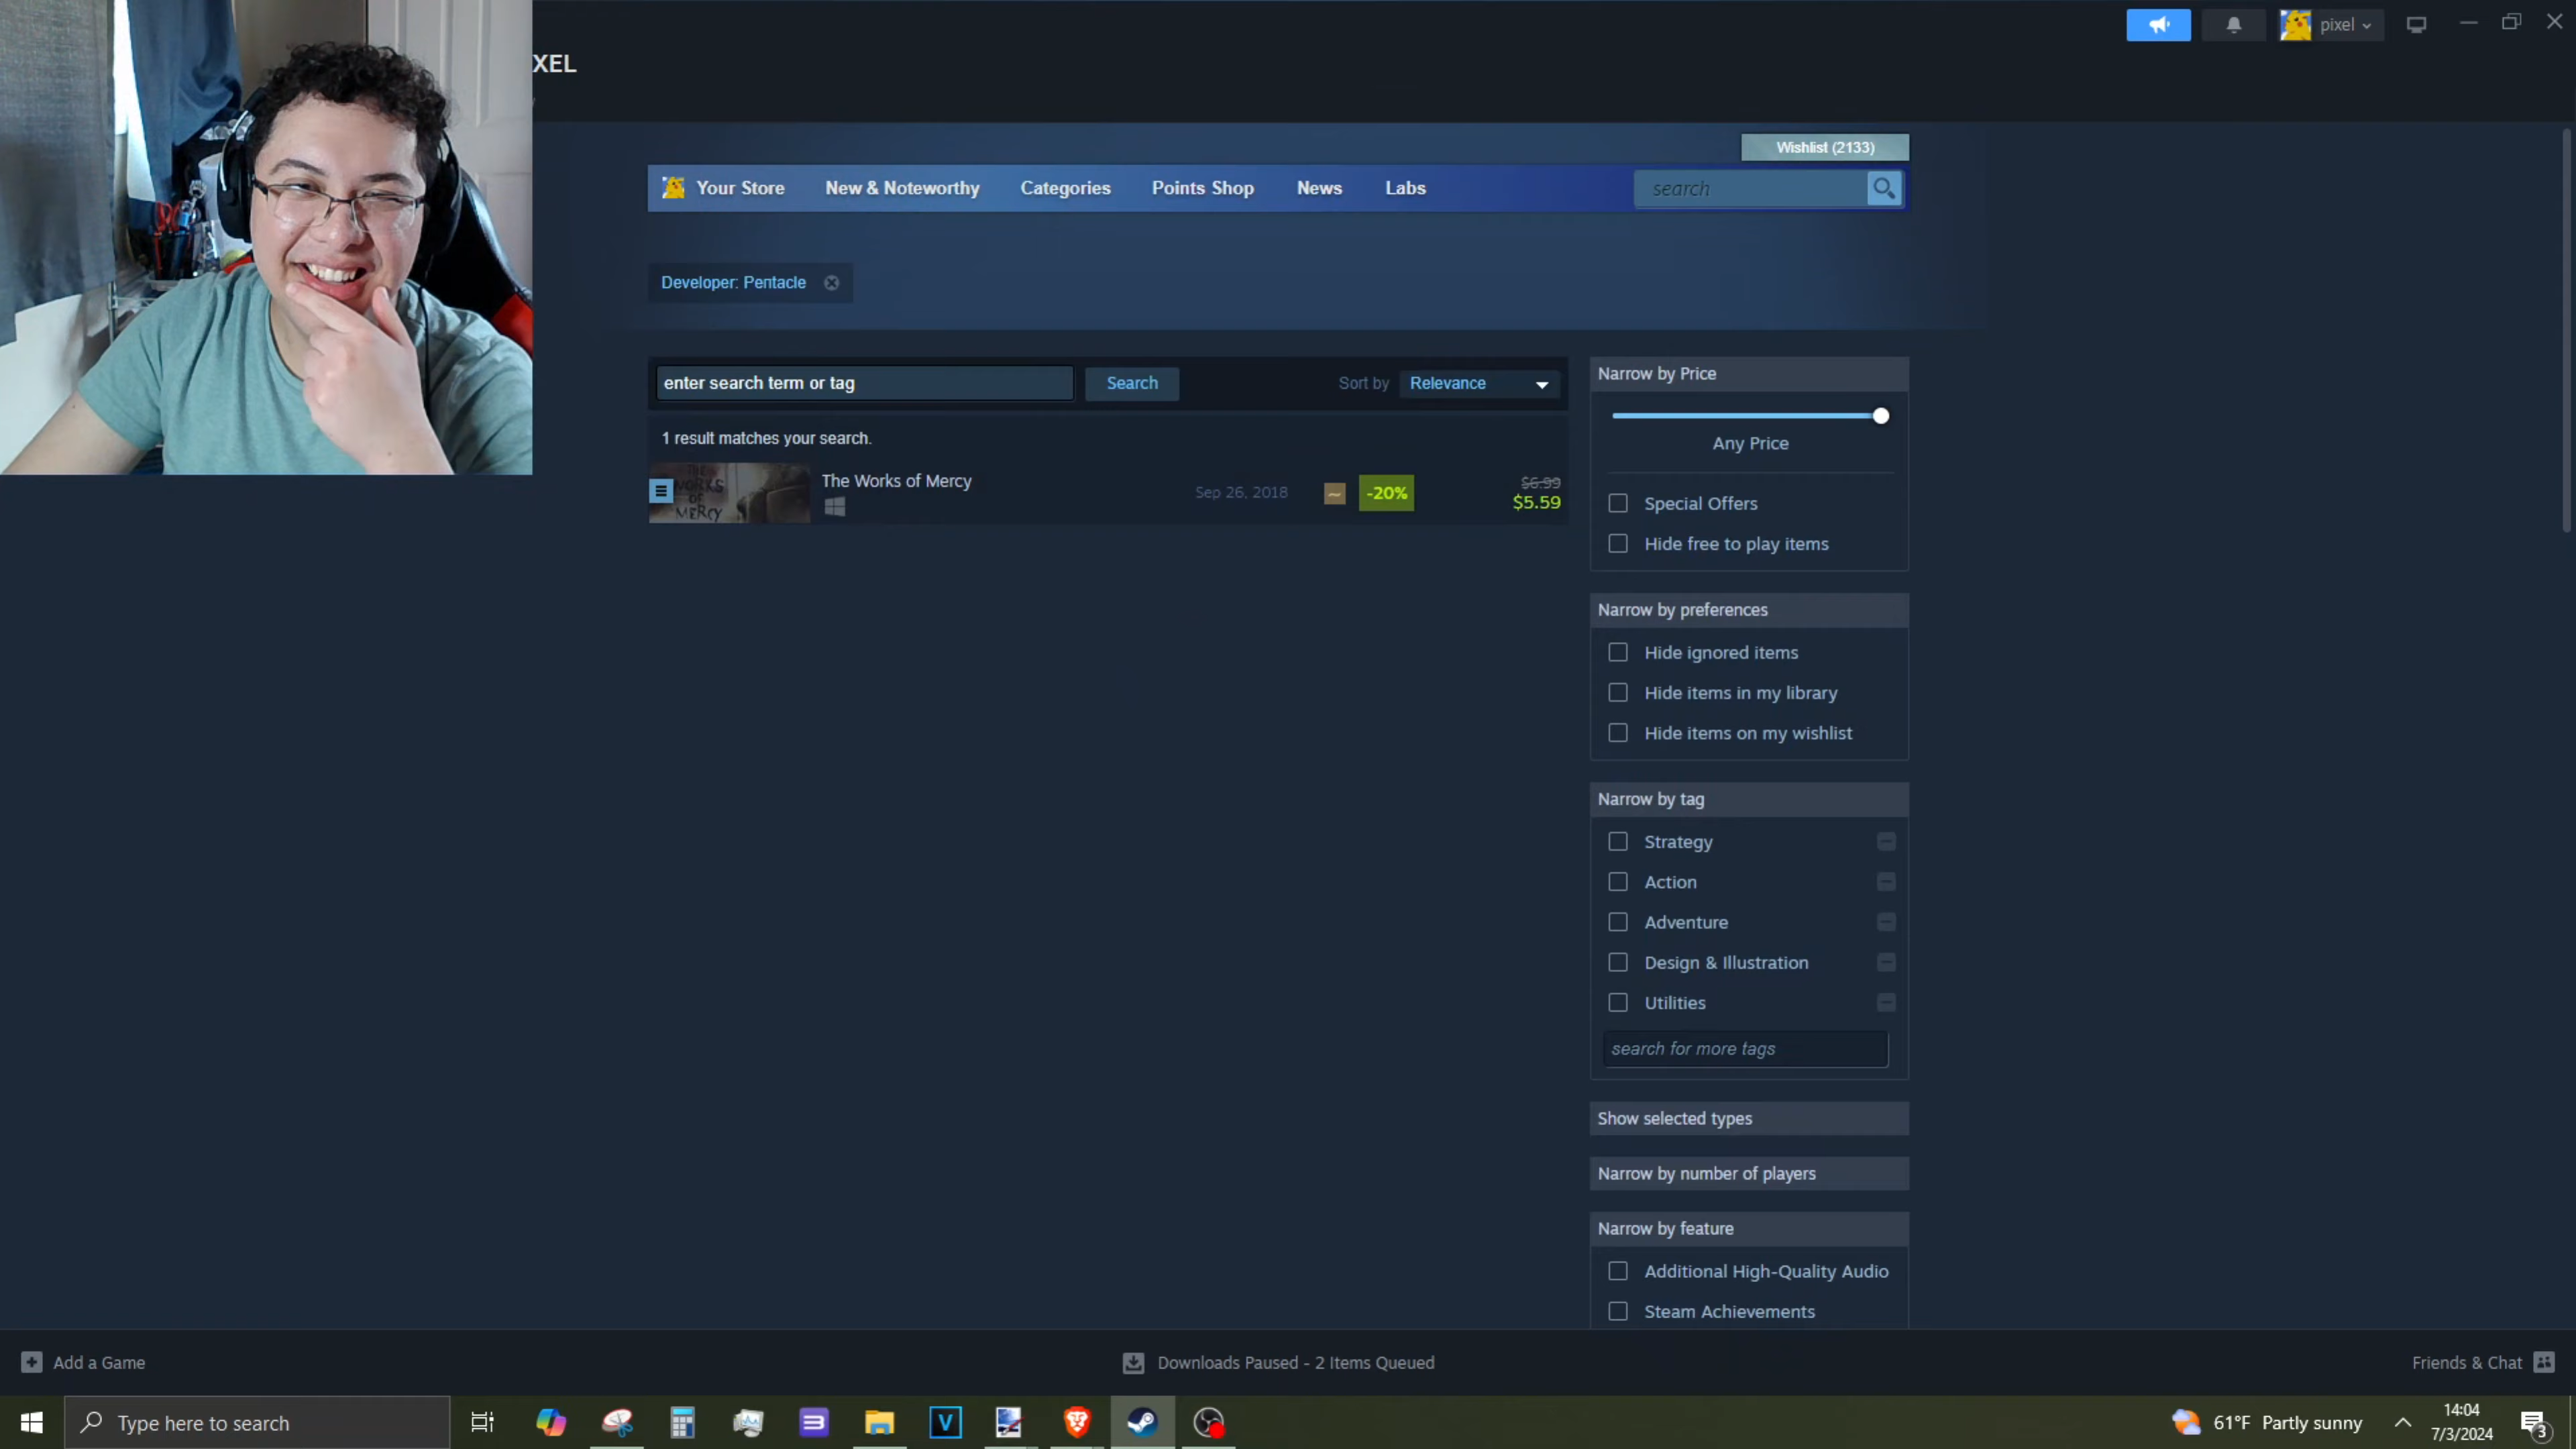 XEL
pixel
Wishlist (2133)
Your Store New & Noteworthy Categories Points Shop News Labs
search
Developer: Pentacle
enter search term or tag
Search
Sort by Relevance
1 result matches your search.
THE WORKS OF MERCY
The Works of Mercy
Sep 26, 2018
-20%
$6.99
$5.59
Narrow by Price
Any Price
Special Offers
Hide free to play items
Narrow by preferences
Hide ignored items
Hide items in my library
Hide items on my wishlist
Narrow by tag
Strategy
Action
Adventure
Design & Illustration
Utilities
search for more tags
Show selected types
Narrow by number of players
Narrow by feature
Additional High-Quality Audio
Steam Achievements
Add a Game
Downloads Paused - 2 Items Queued
Friends & Chat
Type here to search
V
61°F Partly sunny
14:04
7/3/2024
3